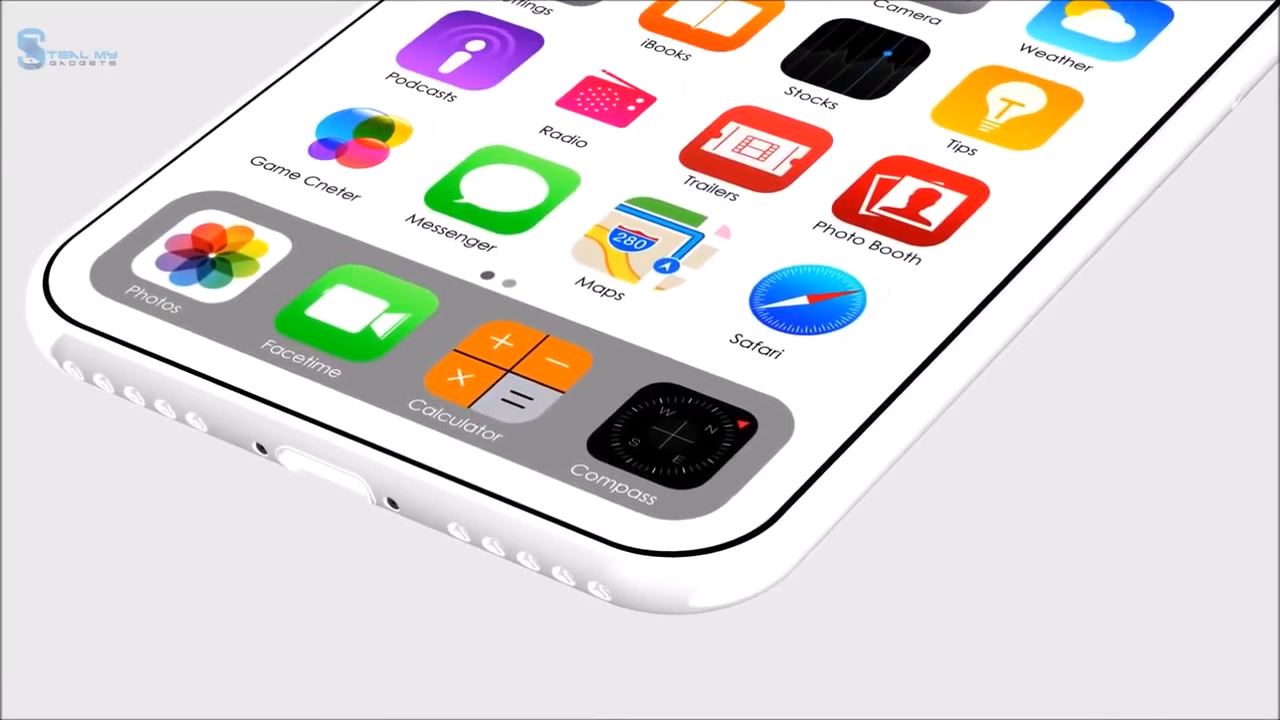 STEAL MY
GADGETS
ttings
iBooks
Camera
Weather
Podcasts
Radio
Stocks
Tips
Game Cneter
Messenger
Trailers
Photo Booth
280
Maps
Safari
Photos
Facetime
Calculator
Compass
+
−
×
=
W
N
S
E